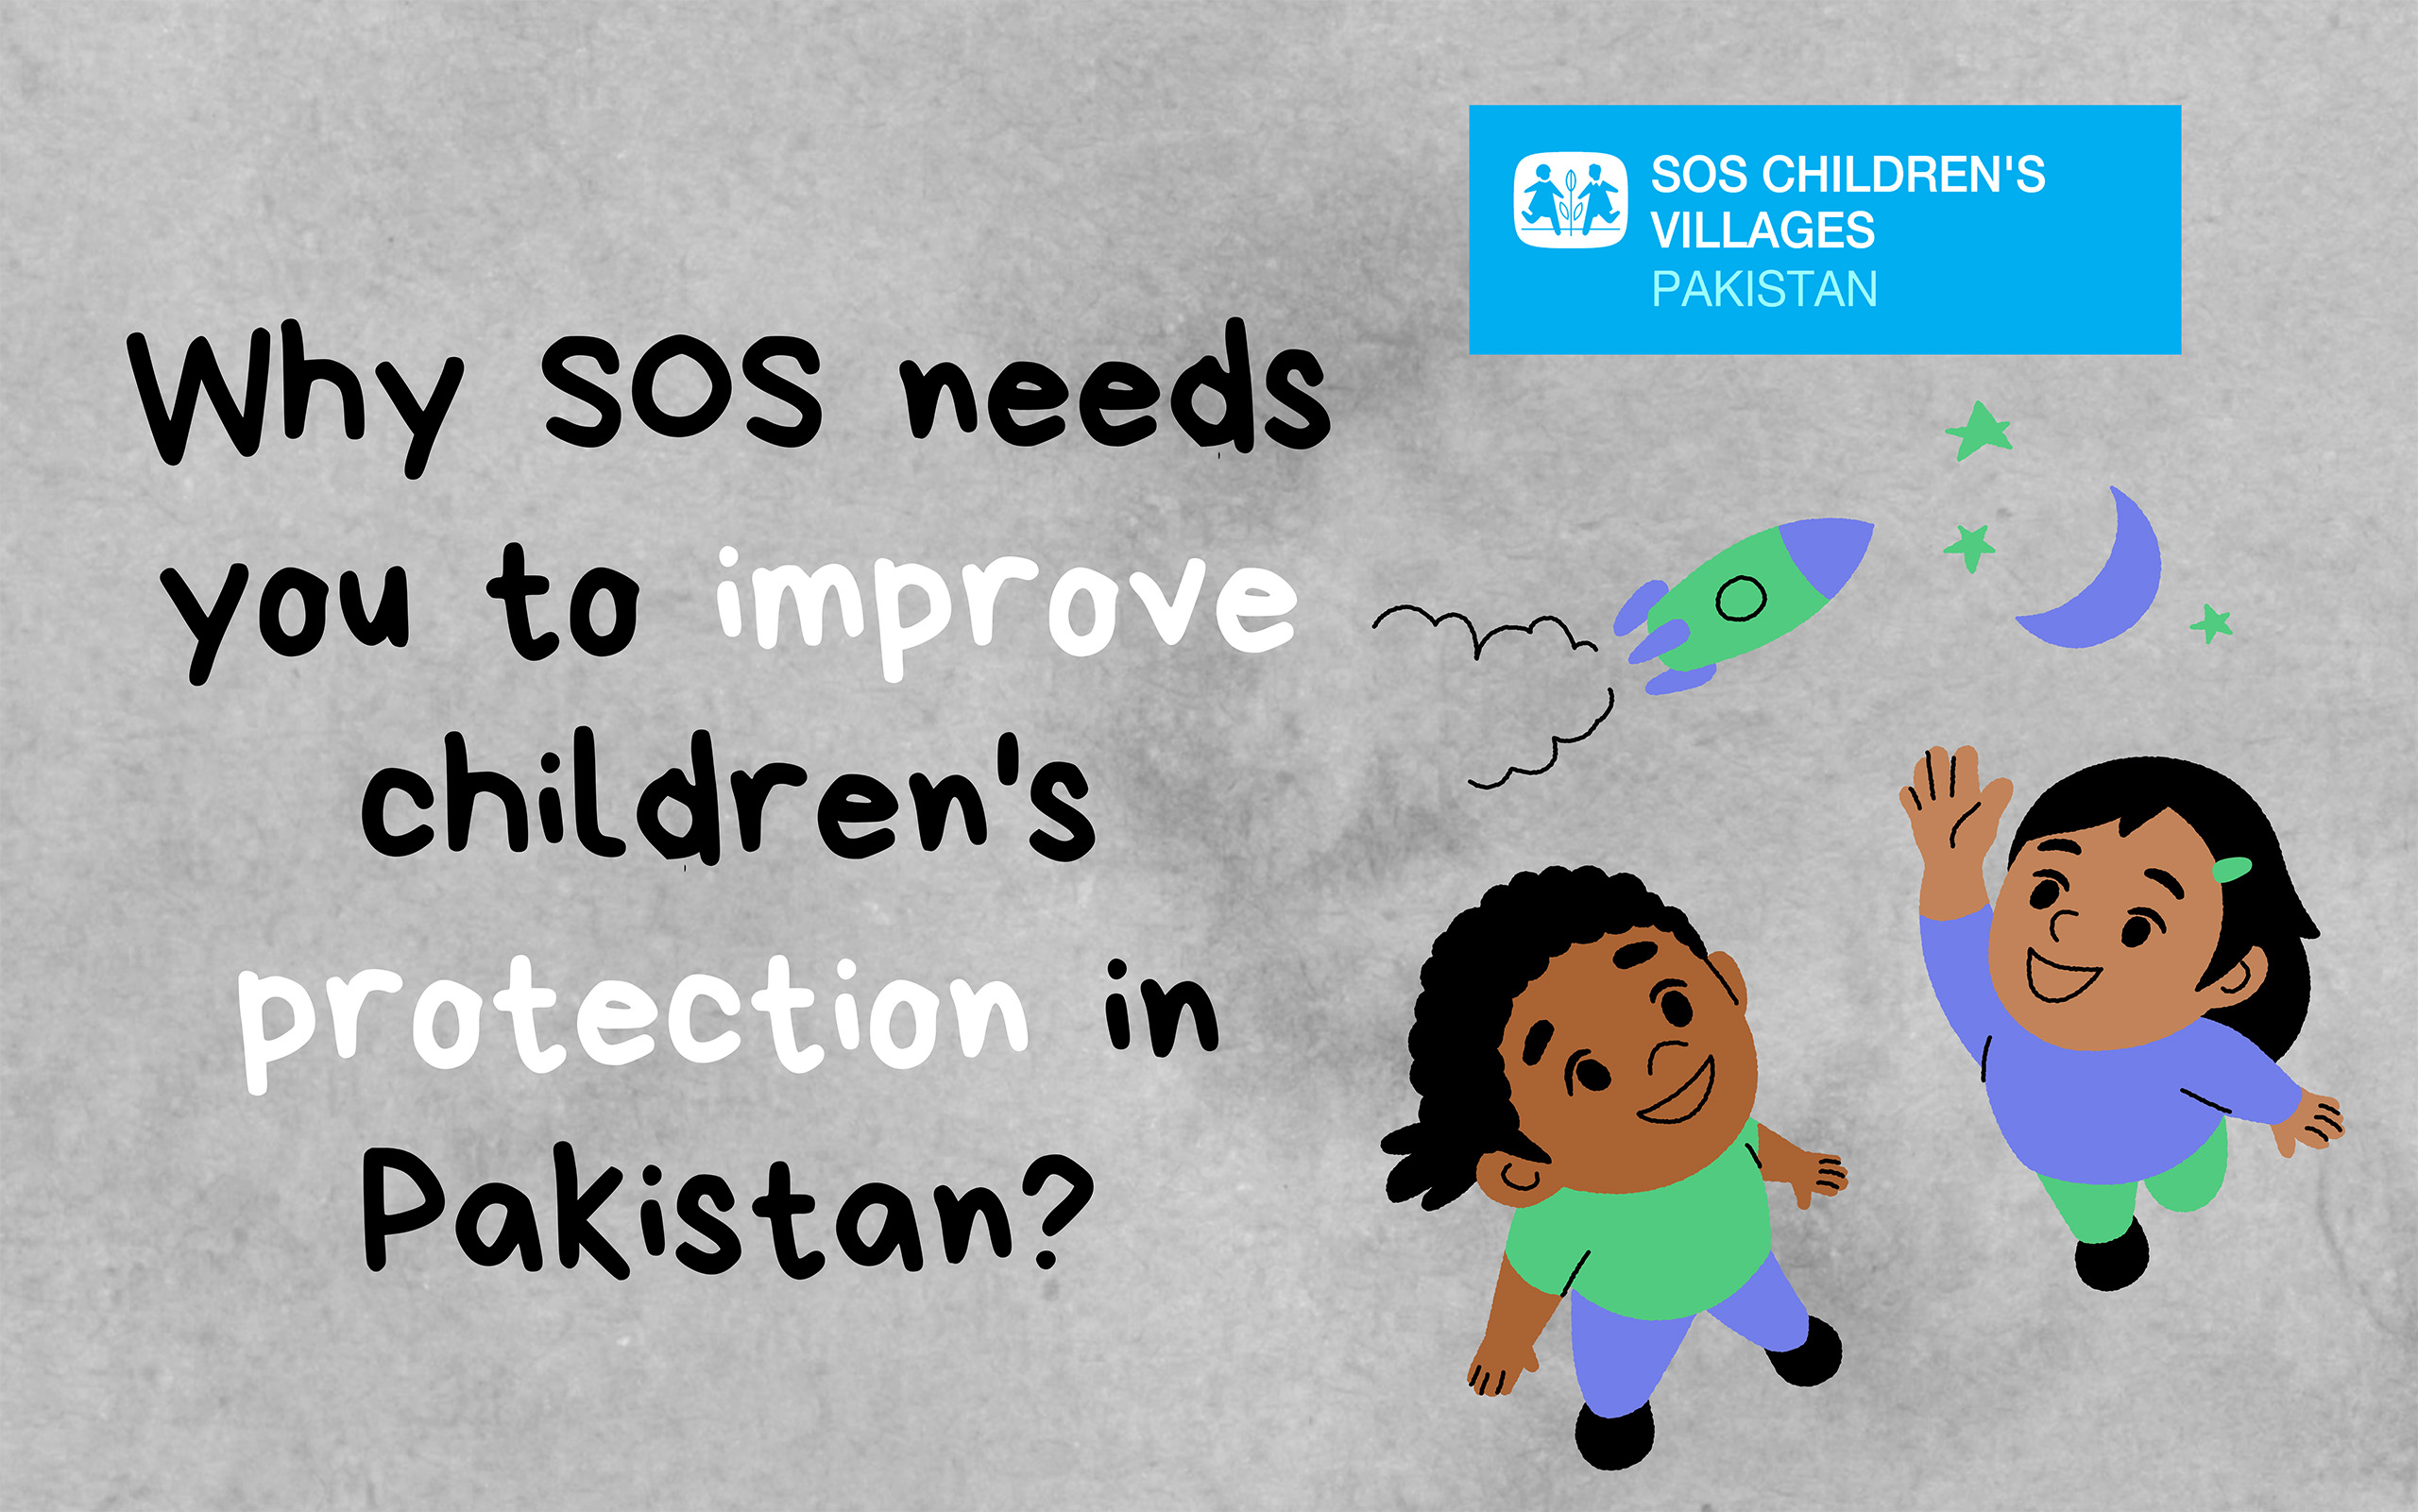 SOS CHILDREN'S
VILLAGES
PAKISTAN
Why SOS needs
you to improve
children's
protection in
Pakistan?